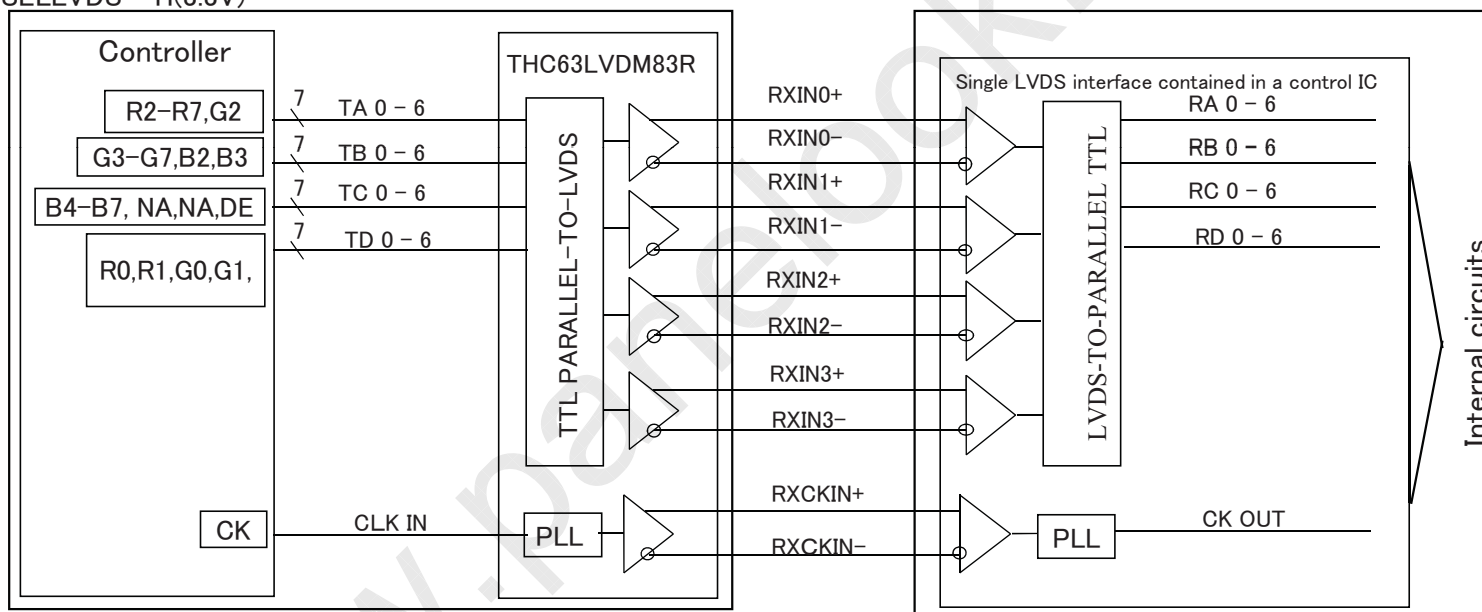 Controller
THC63LVDM83R
Single LVDS interface contained in a control IC
R2-R7,G2
7
TA 0 - 6
RXIN0+
RA 0 - 6
G3-G7,B2,B3
7
TB 0 - 6
RXIN0-
RB 0 - 6
B4-B7, NA,NA,DE
7
TC 0 - 6
RXIN1+
RC 0 - 6
R0,R1,G0,G1,
7
TD 0 - 6
RXIN1-
RD 0 - 6
TTL PARALLEL-TO-LVDS
LVDS-TO-PARALLEL TTL
RXIN2+
RXIN2-
RXIN3+
RXIN3-
Internal circuits
CK
CLK IN
PLL
RXCKIN+
RXCKIN-
PLL
CK OUT
www.panelook.